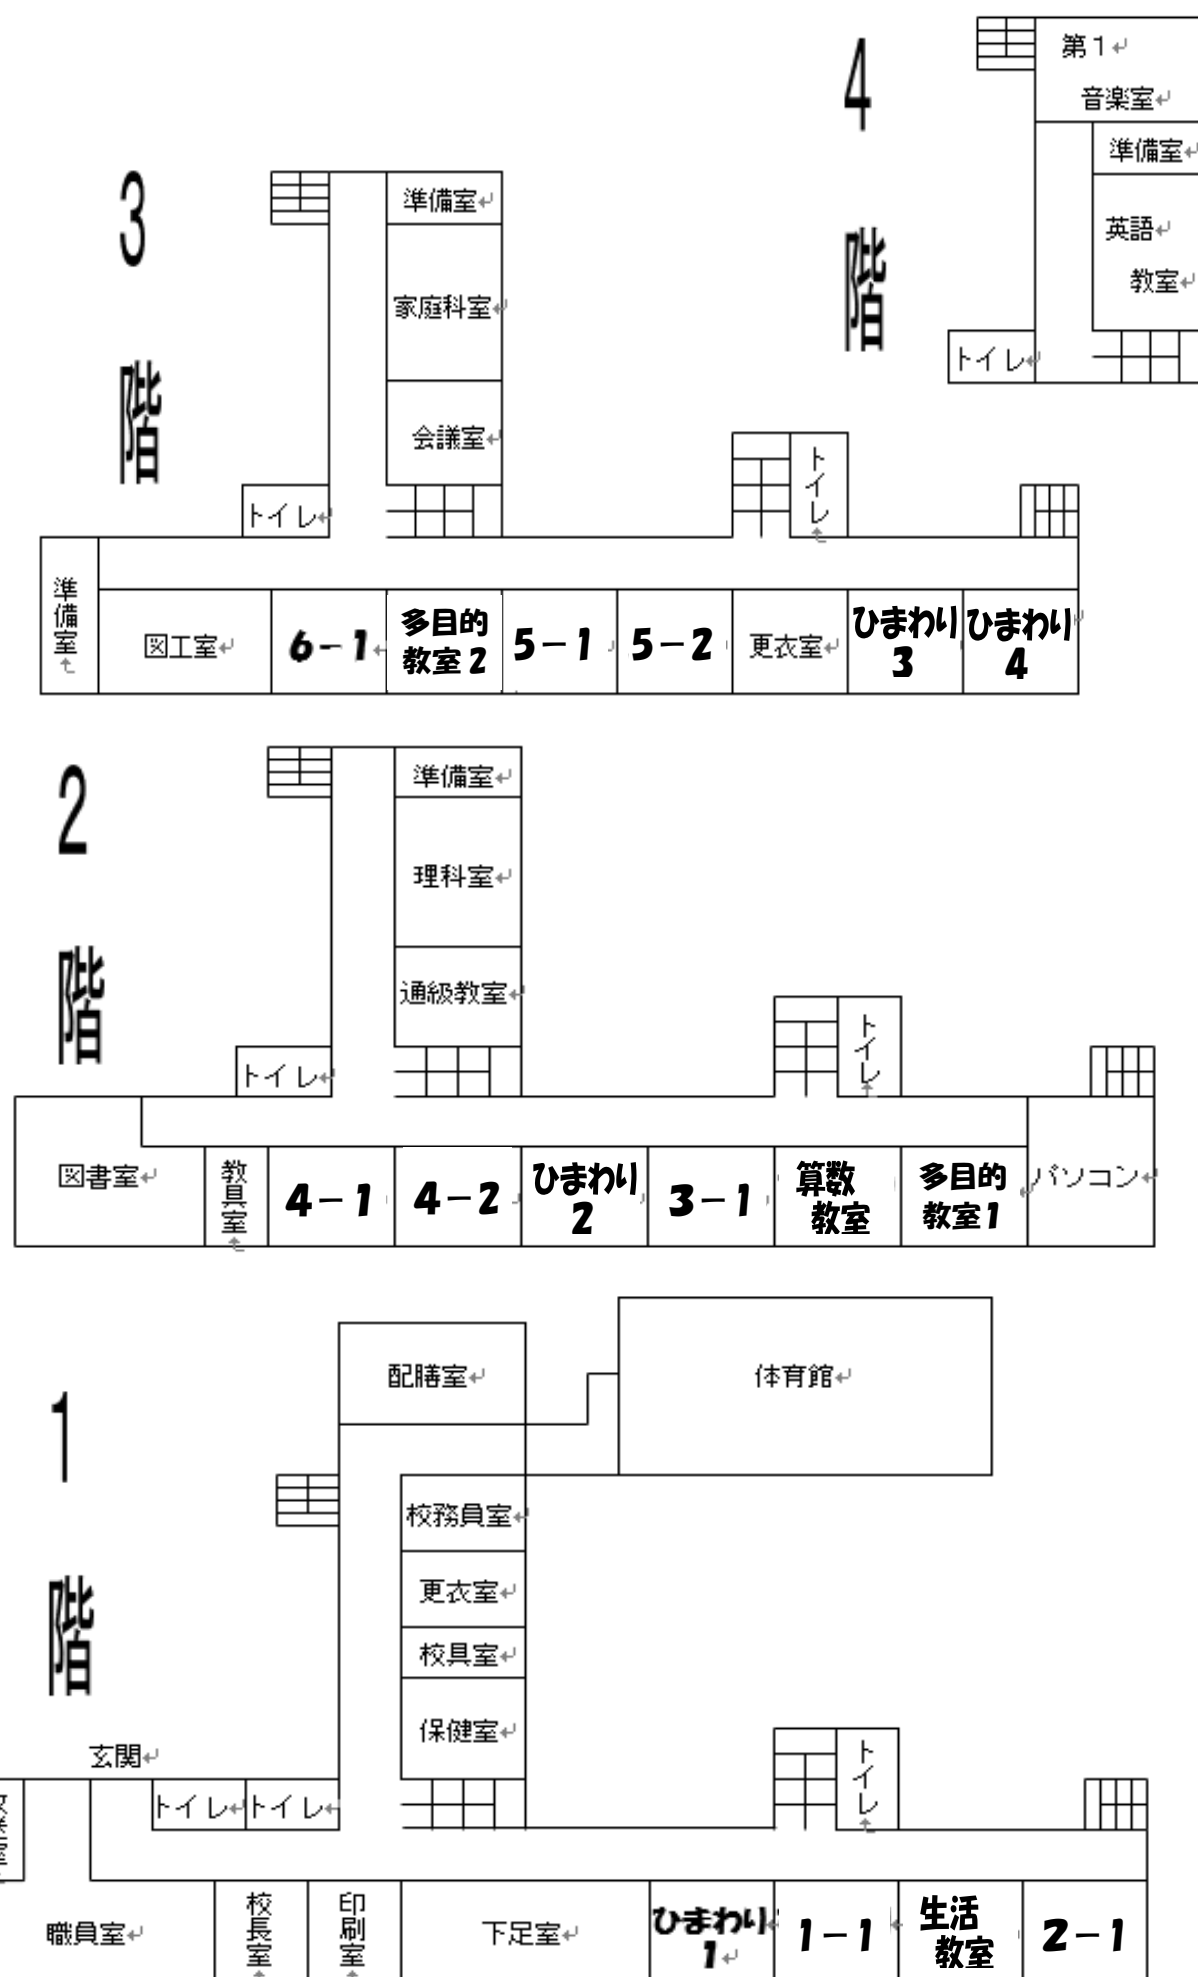 4階
第1
音楽室
準備室
英語
教室
トイレ
3階
準備室
家庭科室
会議室
トイレ
トイレ
準備室
図工室
6-1
多目的
教室2
5-1
5-2
更衣室
ひまわり
3
ひまわり
4
2階
準備室
理科室
通級教室
トイレ
トイレ
図書室
教具室
4-1
4-2
ひまわり
2
3-1
算数
教室
多目的
教室1
パソコン
1階
配膳室
体育館
校務員室
更衣室
校具室
保健室
玄関
トイレ
トイレ
トイレ
職員室
校長室
印刷室
下足室
ひまわり
1
1-1
生活
教室
2-1